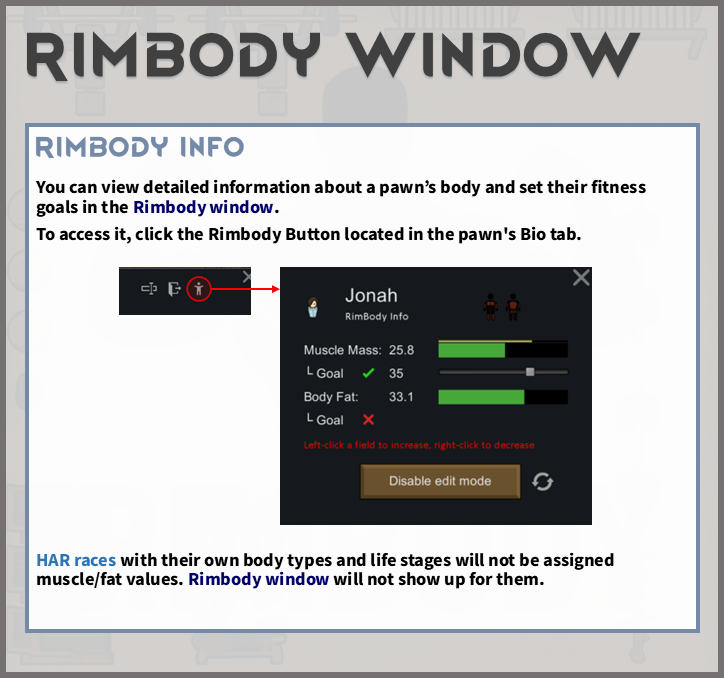 RIMBODY WINDOW
RIMBODY INFO
You can view detailed information about a pawn’s body and set their fitness
goals in the Rimbody window.
To access it, click the Rimbody Button located in the pawn's Bio tab.
Jonah
RimBody Info
Muscle Mass: 25.8
└ Goal 35
Body Fat: 33.1
└ Goal
Left-click a field to increase, right-click to decrease
Disable edit mode
HAR races with their own body types and life stages will not be assigned
muscle/fat values. Rimbody window will not show up for them.